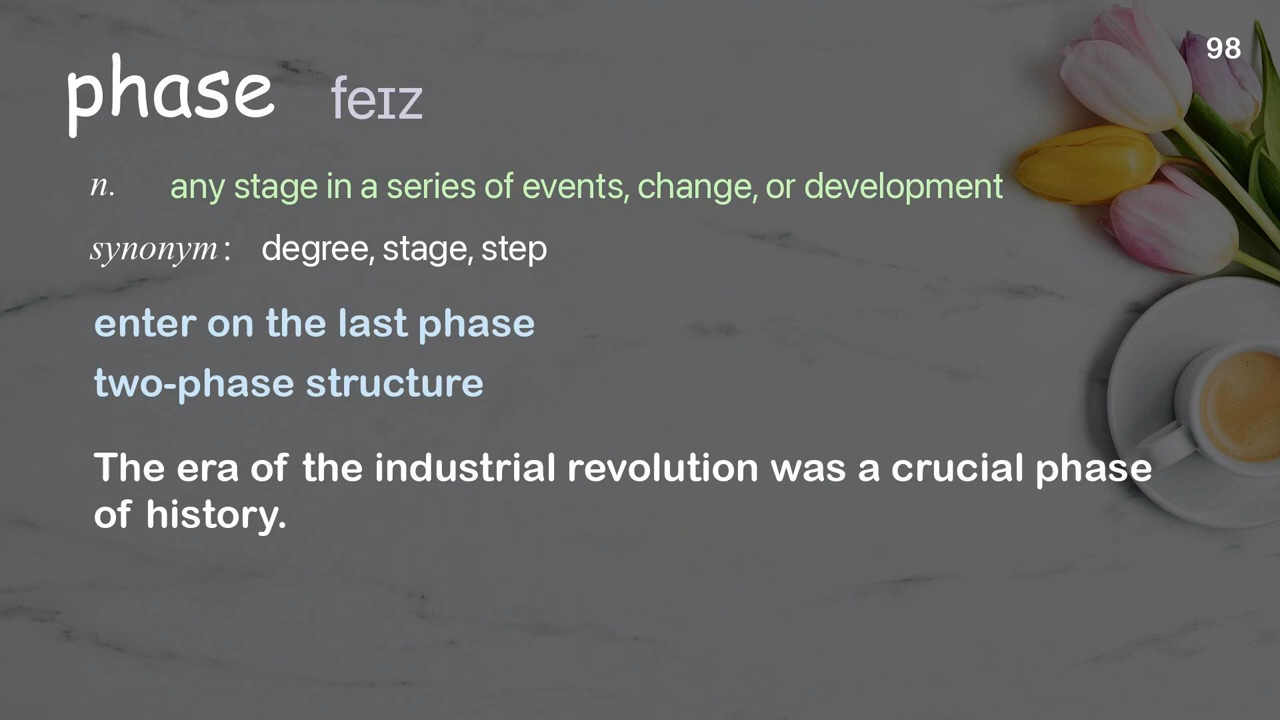 98
phase feɪz
n. any stage in a series of events, change, or development
synonym: degree, stage, step
enter on the last phase
two-phase structure
The era of the industrial revolution was a crucial phase
of history.